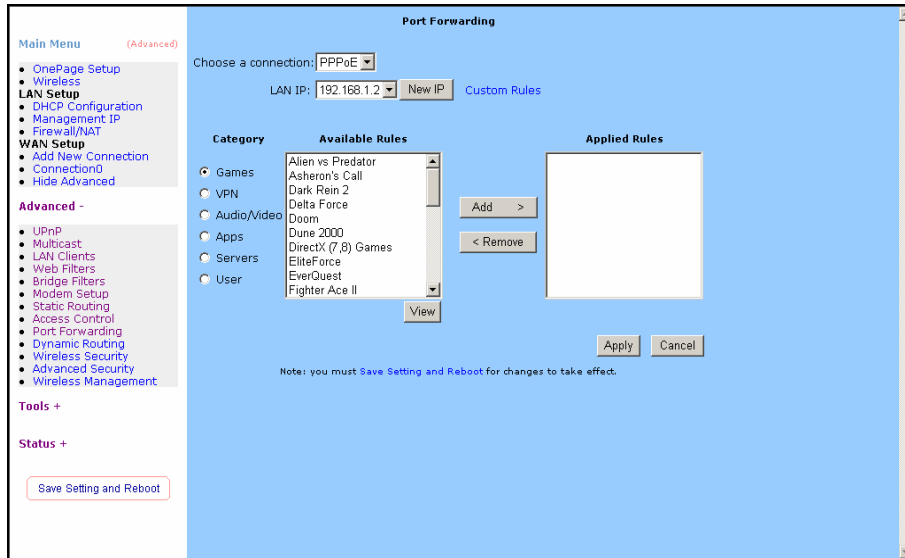 Port Forwarding
Main Menu (Advanced)
OnePage Setup
Wireless
LAN Setup
DHCP Configuration
Management IP
Firewall/NAT
WAN Setup
Add New Connection
Connection0
Hide Advanced
Advanced -
UPnP
Multicast
LAN Clients
Web Filters
Bridge Filters
Modem Setup
Static Routing
Access Control
Port Forwarding
Dynamic Routing
Wireless Security
Advanced Security
Wireless Management
Tools +
Status +
Save Setting and Reboot
Choose a connection: PPPoE
LAN IP: 192.168.1.2 New IP Custom Rules
Category
Games
VPN
Audio/Video
Apps
Servers
User
Available Rules
Alien vs Predator
Asheron's Call
Dark Rein 2
Delta Force
Doom
Dune 2000
DirectX (7,8) Games
EliteForce
EverQuest
Fighter Ace II
View
Add >
< Remove
Applied Rules
Apply Cancel
Note: you must Save Setting and Reboot for changes to take effect.